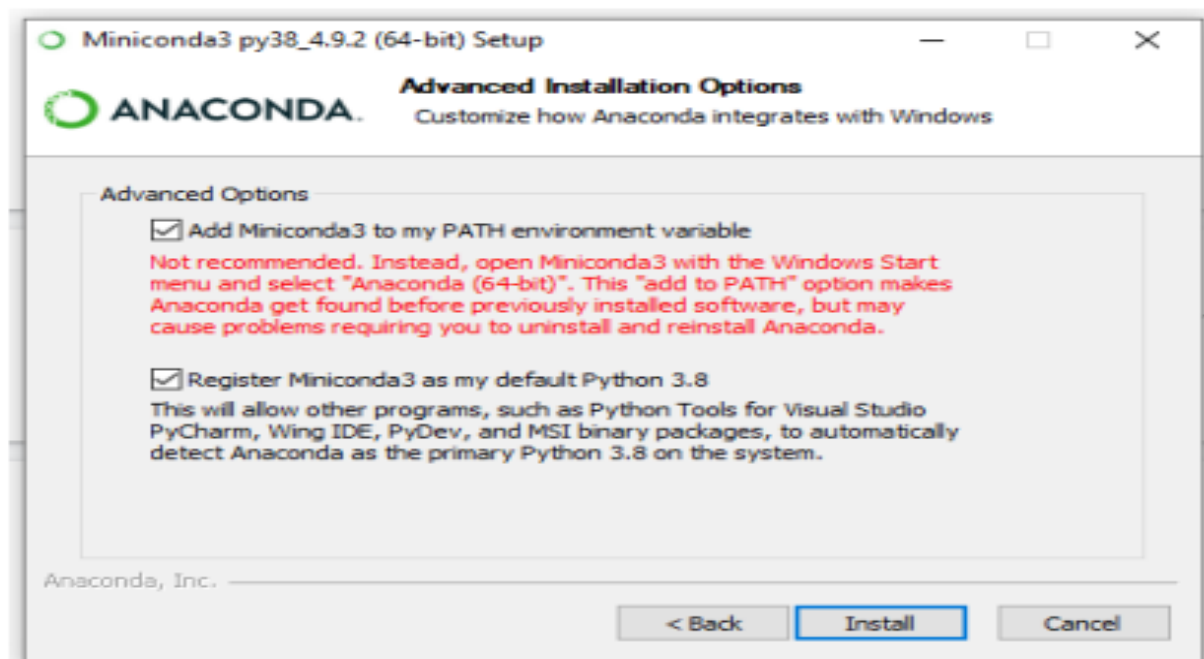 Miniconda3 py38_4.9.2 (64-bit) Setup
ANACONDA.
Advanced Installation Options
Customize how Anaconda integrates with Windows
Advanced Options
Add Miniconda3 to my PATH environment variable
Not recommended. Instead, open Miniconda3 with the Windows Start
menu and select "Anaconda (64-bit)". This "add to PATH" option makes
Anaconda get found before previously installed software, but may
cause problems requiring you to uninstall and reinstall Anaconda.
Register Miniconda3 as my default Python 3.8
This will allow other programs, such as Python Tools for Visual Studio
PyCharm, Wing IDE, PyDev, and MSI binary packages, to automatically
detect Anaconda as the primary Python 3.8 on the system.
Anaconda, Inc.
< Back
Install
Cancel